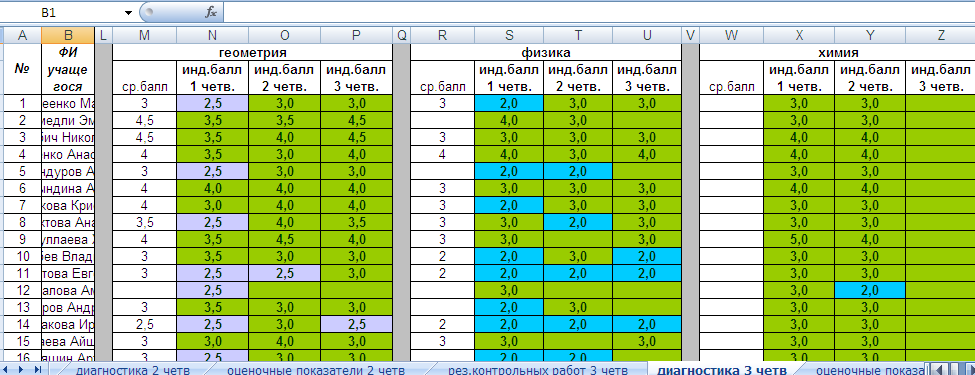 B1 fx
A B L M N O P Q R S T U V W X Y Z
геометрия физика химия
№ ФИ учаще гося
ср.балл инд.балл 1 четв. инд.балл 2 четв. инд.балл 3 четв. ср.балл инд.балл 1 четв. инд.балл 2 четв. инд.балл 3 четв. ср.балл инд.балл 1 четв. инд.балл 2 четв. инд.балл 3 четв.
1 еенко Ма 3 2,5 3,0 3,0 3 2,0 3,0 3,0 3,0 3,0
2 медли Эм 4,5 3,5 3,5 4,5 4,0 3,0 3,0 3,0
3 бич Никол 4,5 3,5 4,0 4,5 3 3,0 3,0 3,0 4,0 4,0
4 нко Анас 4 3,5 3,0 4,0 4 4,0 3,0 4,0 4,0 4,0
5 ндуров А 3 2,5 3,0 3,0 2,0 2,0 3,0 3,0
6 ындина А 4 4,0 4,0 4,0 3 3,0 3,0 3,0 4,0 4,0
7 кова Кри 4 3,0 4,0 4,0 3 2,0 3,0 3,0 3,0 3,0
8 ктова Ана 3,5 2,5 4,0 3,5 3 3,0 2,0 3,0 3,0 3,0
9 уллаева 4 3,5 4,5 4,0 3 3,0 3,0 5,0 4,0
10 Влад 3 3,5 3,0 3,0 2 2,0 3,0 2,0 3,0 3,0
11 това Евг 3 2,5 2,5 3,0 2 2,0 2,0 2,0 3,0 3,0
12 апова Ам 2,5 3,0 3,0 2,0
13 ров Андр 3 3,5 3,0 3,0 2,0 3,0 3,0 3,0
14 акова Ир 2,5 2,5 3,0 2,5 2 2,0 2,0 2,0 3,0 3,0
15 аева Айш 3 3,0 4,0 3,0 3 3,0 3,0 3,0 3,0
16 яшин Ар 3 2,5 3,0 3,0 2,0 2,0 3,0 3,0
диагностика 2 четв оценочные показатели 2 четв рез.контрольных работ 3 четв диагностика 3 четв оценочные показа